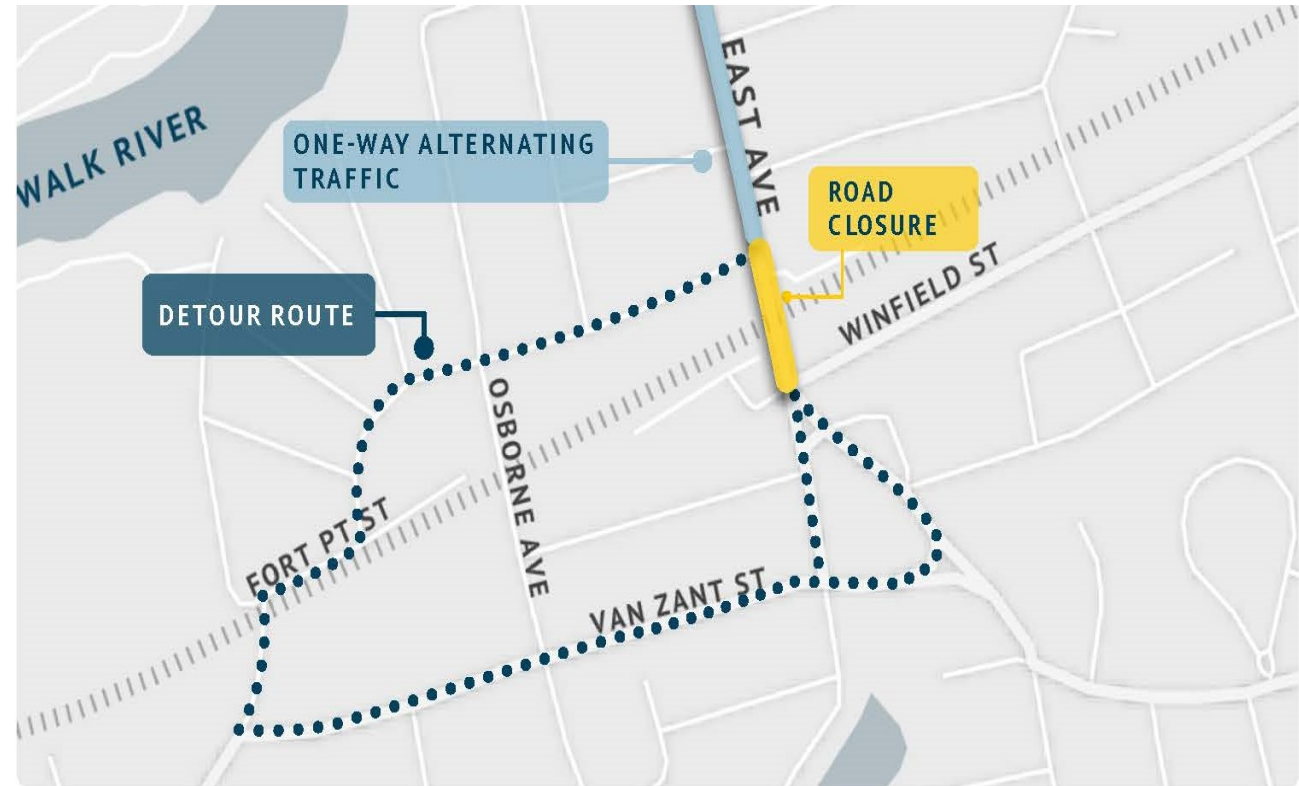 WALK RIVER
EAST AVE
ONE-WAY ALTERNATING
TRAFFIC
ROAD
CLOSURE
WINFIELD ST
DETOUR ROUTE
OSBORNE AVE
FORT PT ST
VAN ZANT ST